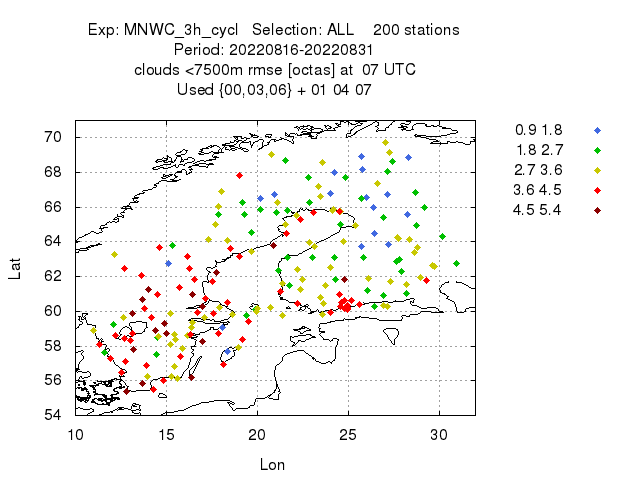 Exp: MNWC_3h_cycl Selection: ALL 200 stations
Period: 20220816-20220831
clouds <7500m rmse [octas] at 07 UTC
Used {00,03,06} + 01 04 07
0.9 1.8
1.8 2.7
2.7 3.6
3.6 4.5
4.5 5.4
70
68
66
64
62
60
58
56
54
Lat
10 15 20 25 30
Lon